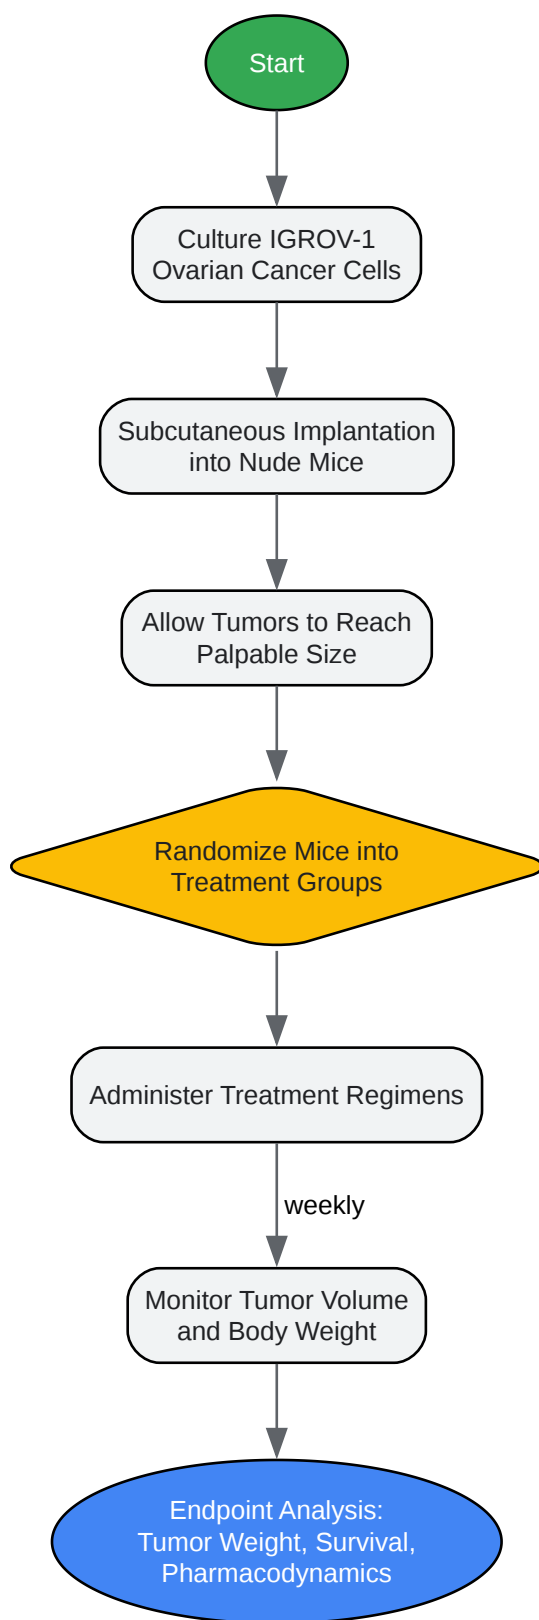 Start
Culture IGROV-1
Ovarian Cancer Cells
Subcutaneous Implantation
into Nude Mice
Allow Tumors to Reach
Palpable Size
Randomize Mice into
Treatment Groups
Administer Treatment Regimens
weekly
Monitor Tumor Volume
and Body Weight
Endpoint Analysis:
Tumor Weight, Survival,
Pharmacodynamics